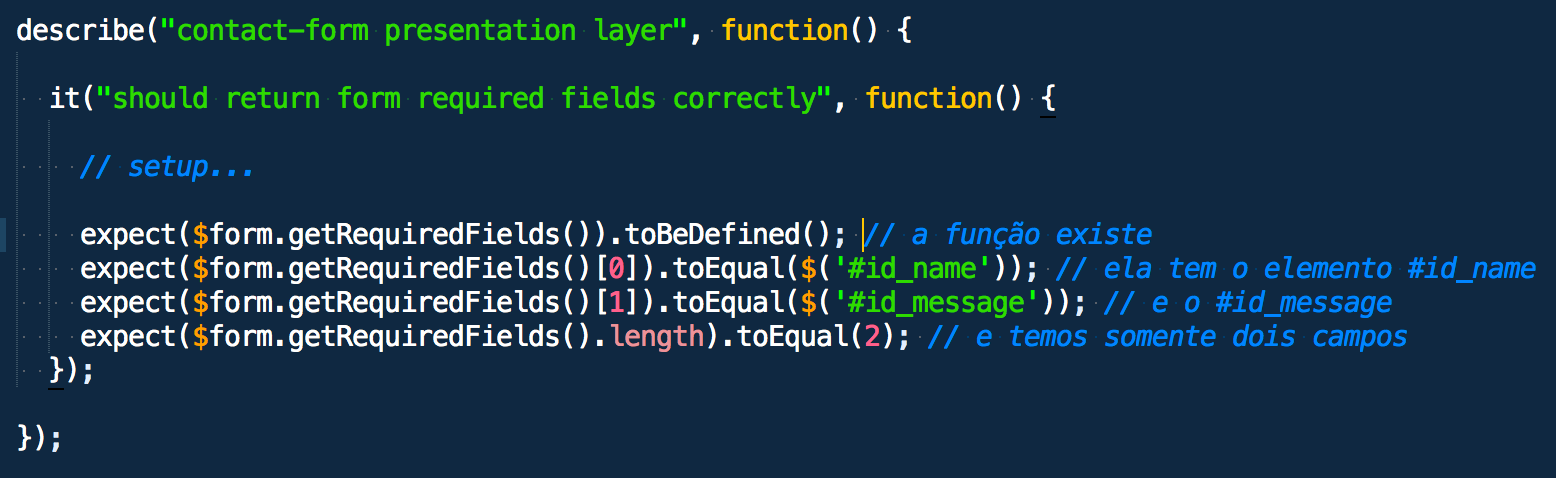 describe("contact-form presentation layer", function() {
it("should return form required fields correctly", function() {
// setup...
expect($form.getRequiredFields()).toBeDefined(); // a função existe
expect($form.getRequiredFields()[0]).toEqual($('#id_name')); // ela tem o elemento #id_name
expect($form.getRequiredFields()[1]).toEqual($('#id_message')); // e o #id_message
expect($form.getRequiredFields().length).toEqual(2); // e temos somente dois campos
});
});